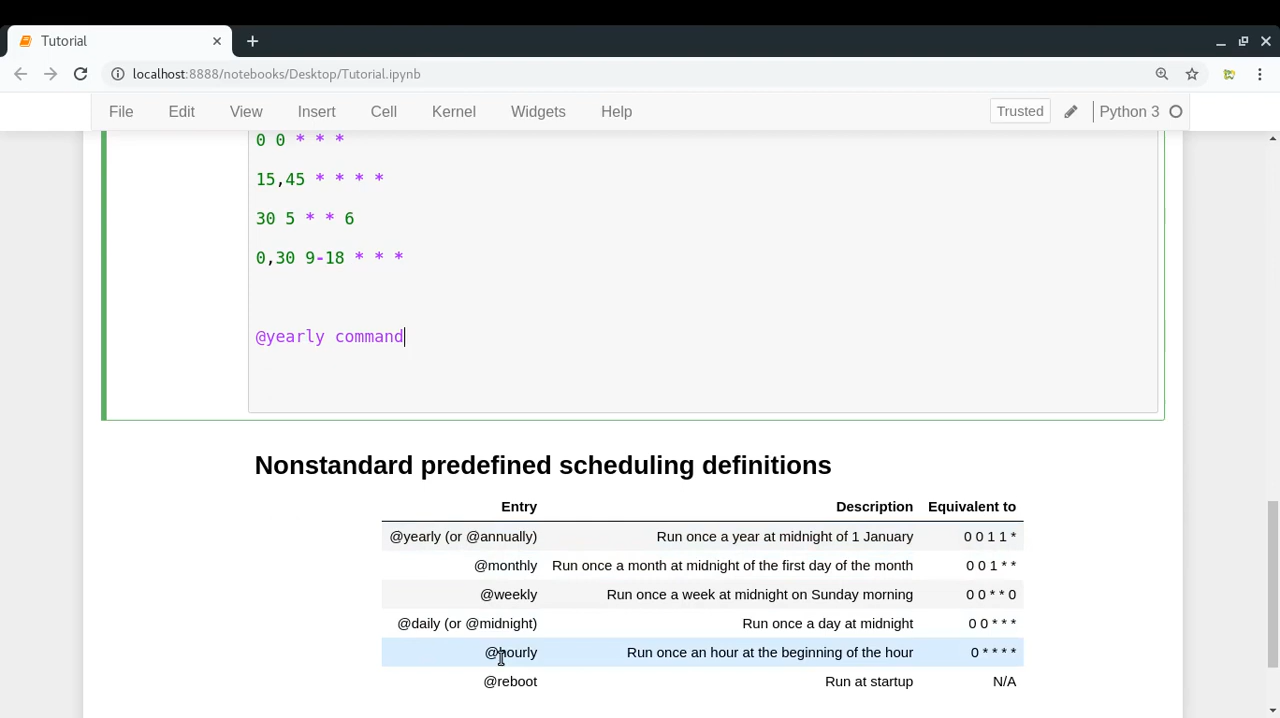 Tutorial
localhost:8888/notebooks/Desktop/Tutorial.ipynb
File Edit View Insert Cell Kernel Widgets Help Trusted Python 3
0 0 * * *
15,45 * * * *
30 5 * * 6
0,30 9-18 * * *
@yearly command
Nonstandard predefined scheduling definitions
Entry Description Equivalent to
@yearly (or @annually) Run once a year at midnight of 1 January 0 0 1 1 *
@monthly Run once a month at midnight of the first day of the month 0 0 1 * *
@weekly Run once a week at midnight on Sunday morning 0 0 * * 0
@daily (or @midnight) Run once a day at midnight 0 0 * * *
@hourly Run once an hour at the beginning of the hour 0 * * * *
@reboot Run at startup N/A